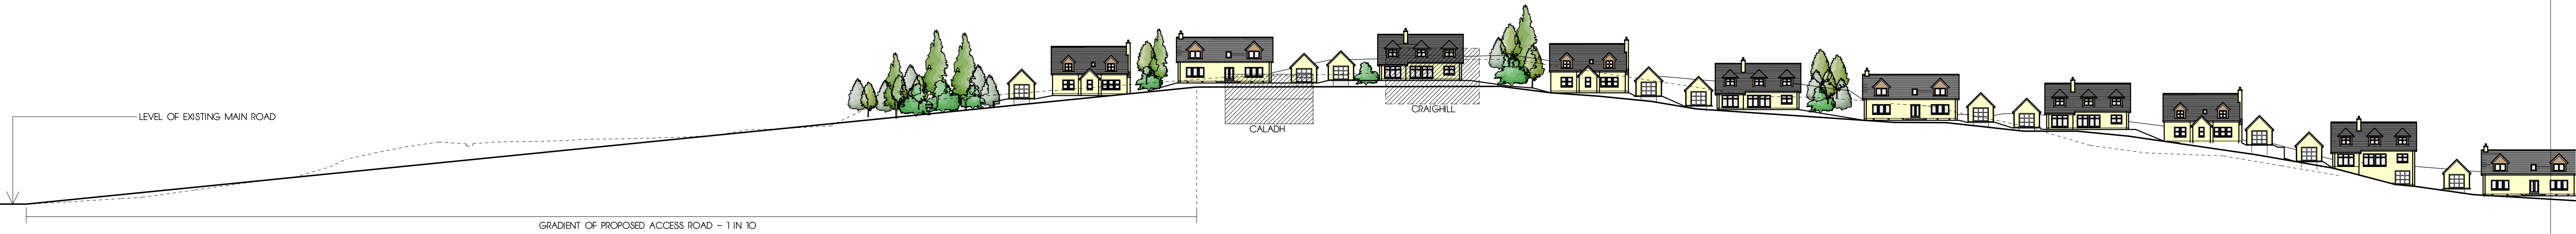 LEVEL OF EXISTING MAIN ROAD
CALADH
CRAIGHILL
GRADIENT OF PROPOSED ACCESS ROAD – 1 IN 10